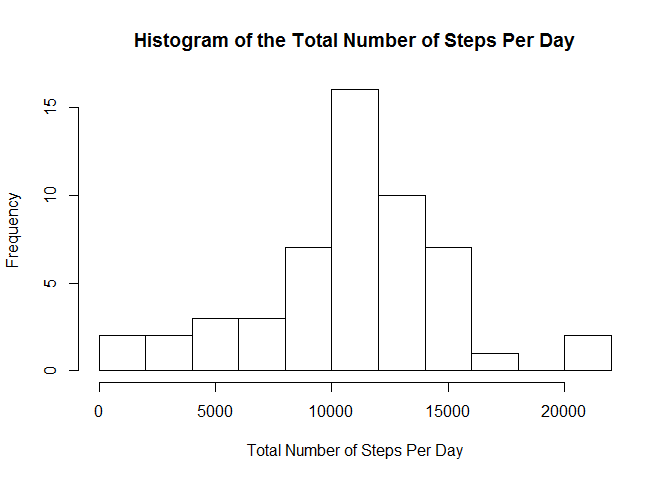 Histogram of the Total Number of Steps Per Day
15
10
5
0
Frequency
0 5000 10000 15000 20000
Total Number of Steps Per Day